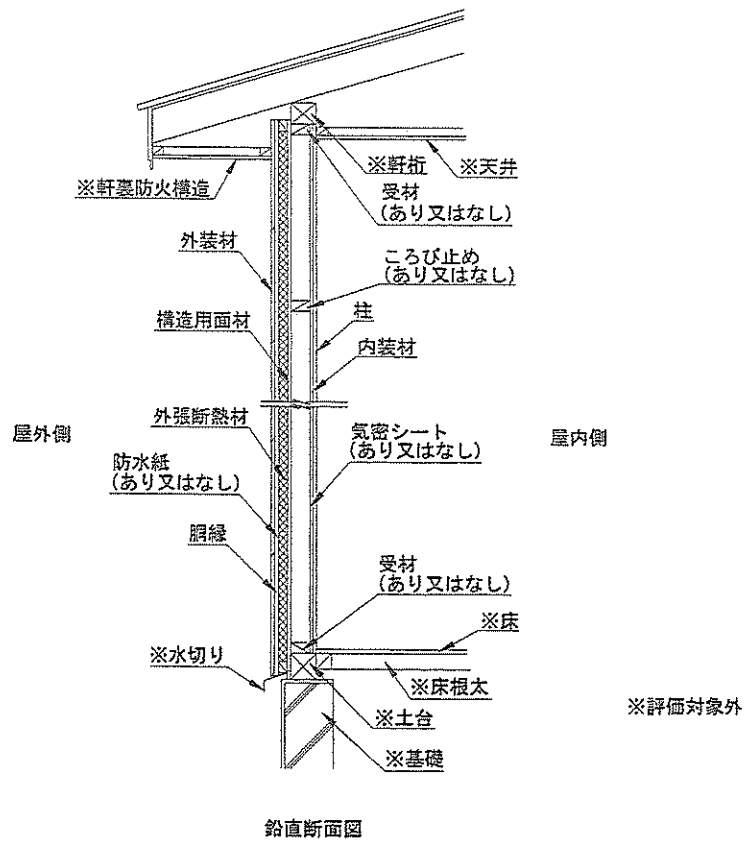 ※軒桁
※天井
※軒裏防火構造
受材
(あり又はなし)
外装材
ころび止め
(あり又はなし)
構造用面材
柱
内装材
屋外側
外張断熱材
気密シート
(あり又はなし)
屋内側
防水紙
(あり又はなし)
胴縁
受材
(あり又はなし)
※床
※水切り
※床根太
※評価対象外
※土台
※基礎
鉛直断面図